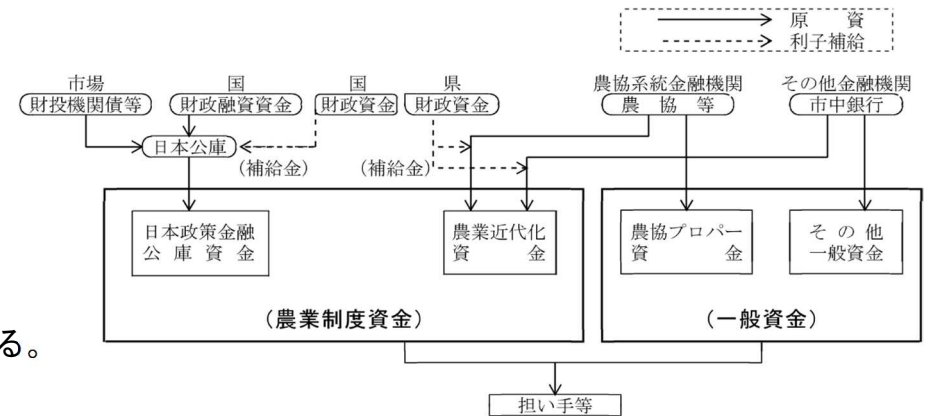 原資
利子補給
市場
国
国
県
農協系統金融機関
その他金融機関
財投機関債等
財政融資資金
財政資金
財政資金
農協等
市中銀行
日本公庫
(補給金)
(補給金)
日本政策金融
公庫資金
農業近代化
資金
農協プロパー
資金
その他
一般資金
(農業制度資金)
(一般資金)
る。
担い手等